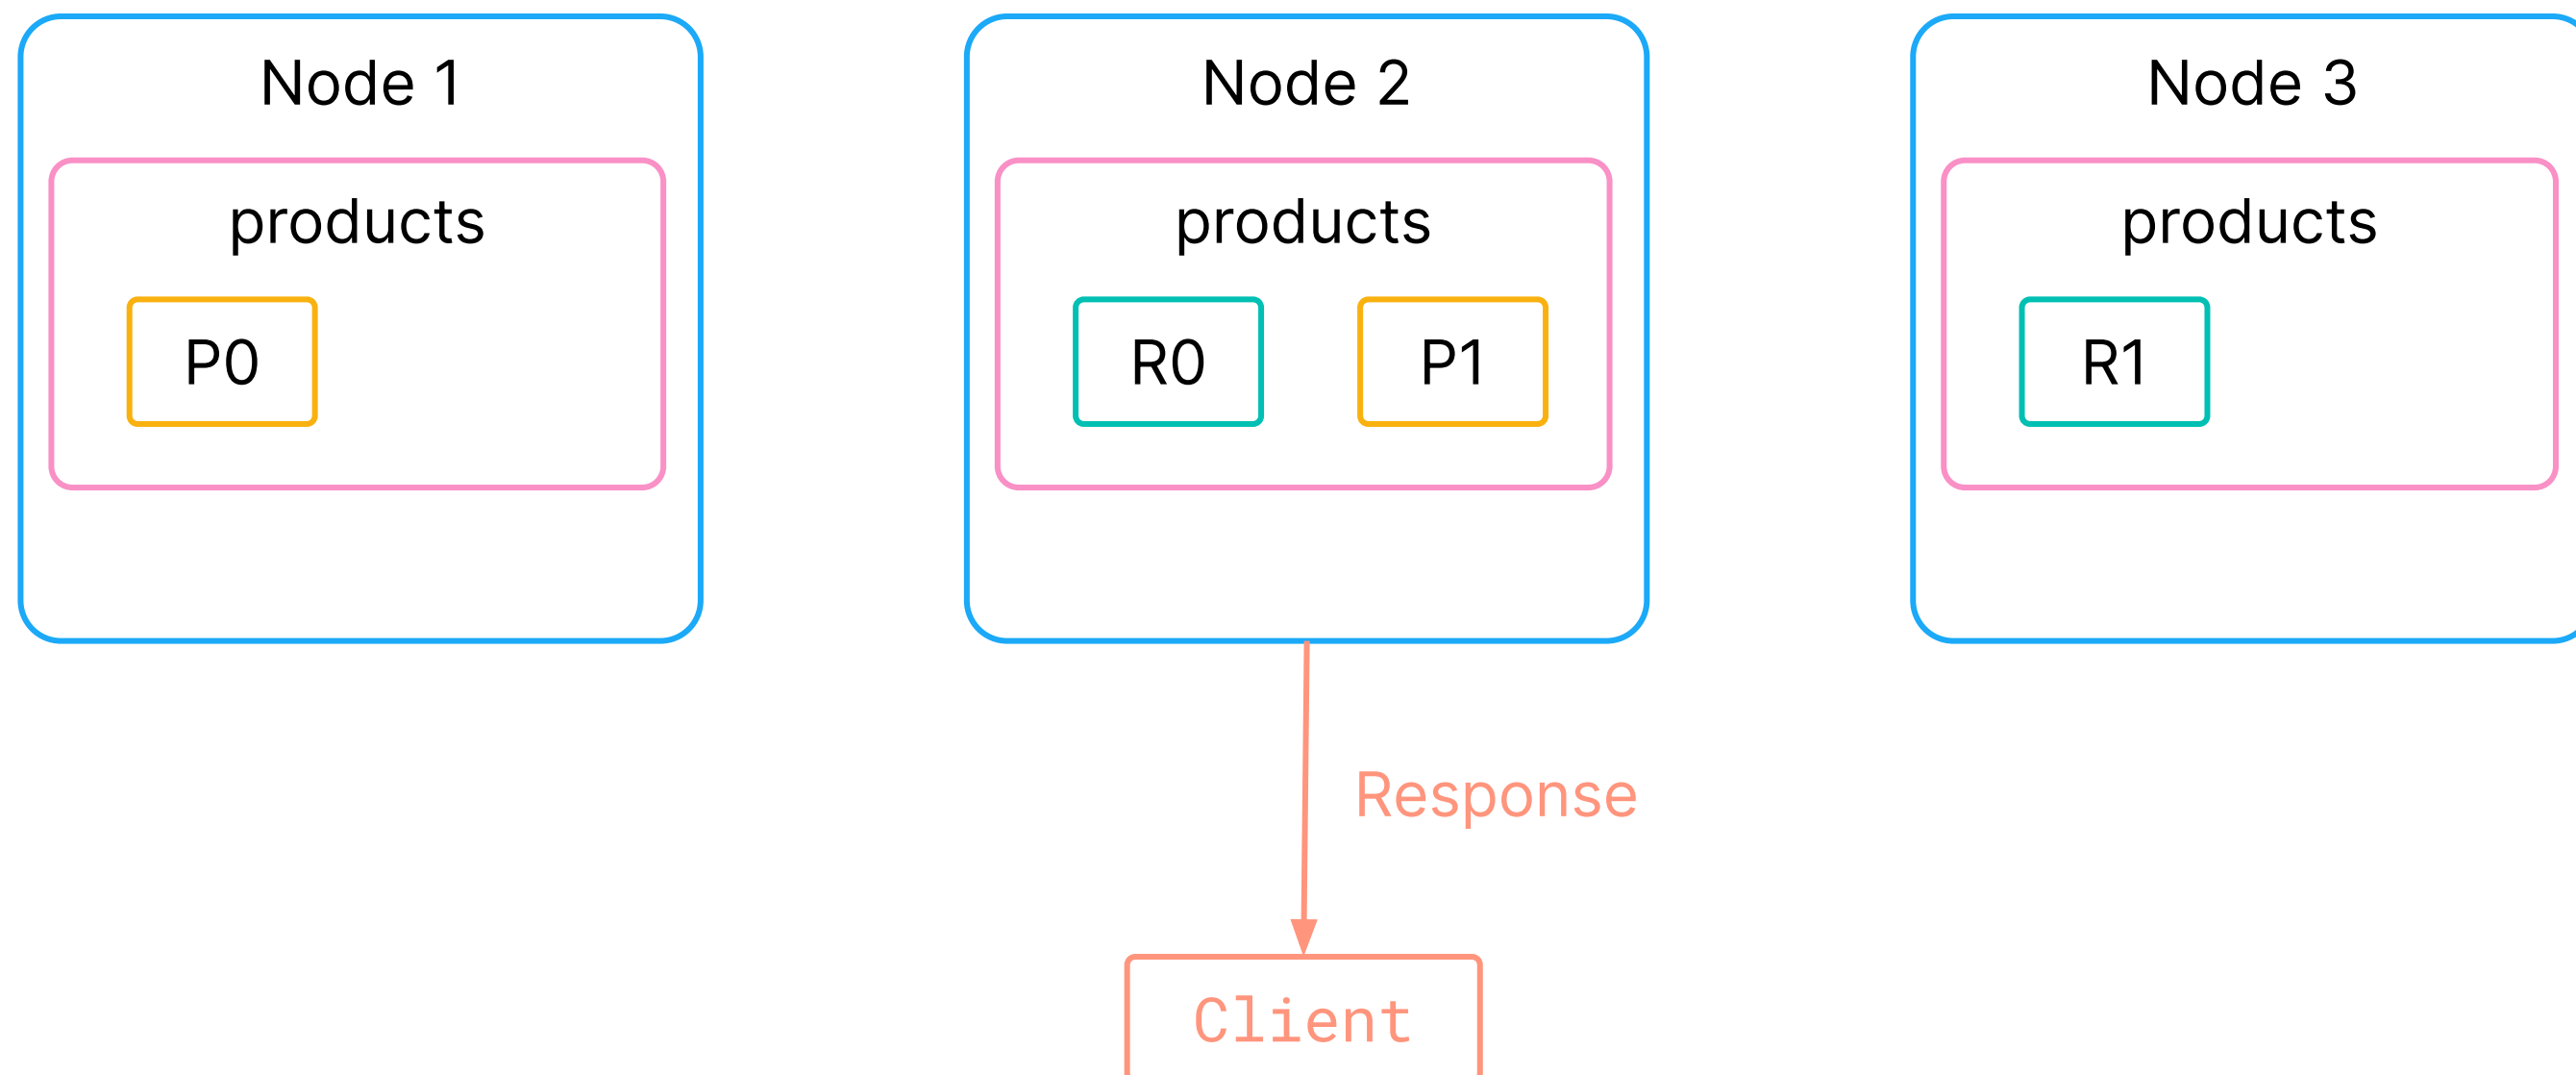 Node 1
Node 2
Node 3
products
products
products
P0
R0
P1
R1
Response
Client